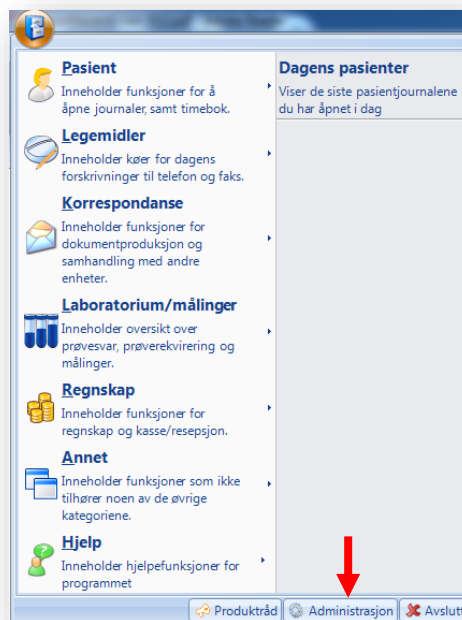 Pasient
Inneholder funksjoner for å
åpne journaler, samt timebok.
Legemidler
Inneholder køer for dagens
forskrivninger til telefon og faks.
Korrespondanse
Inneholder funksjoner for
dokumentproduksjon og
samhandling med andre
enheter.
Laboratorium/målinger
Inneholder oversikt over
prøvesvar, prøverekvirering og
målinger.
Regnskap
Inneholder funksjoner for
regnskap og kasse/resepsjon.
Annet
Inneholder funksjoner som ikke
tilhører noen av de øvrige
kategoriene.
Hjelp
Inneholder hjelpefunksjoner for
programmet
Dagens pasienter
Viser de siste pasientjournalene
du har åpnet i dag
Produktråd Administrasjon Avslutt